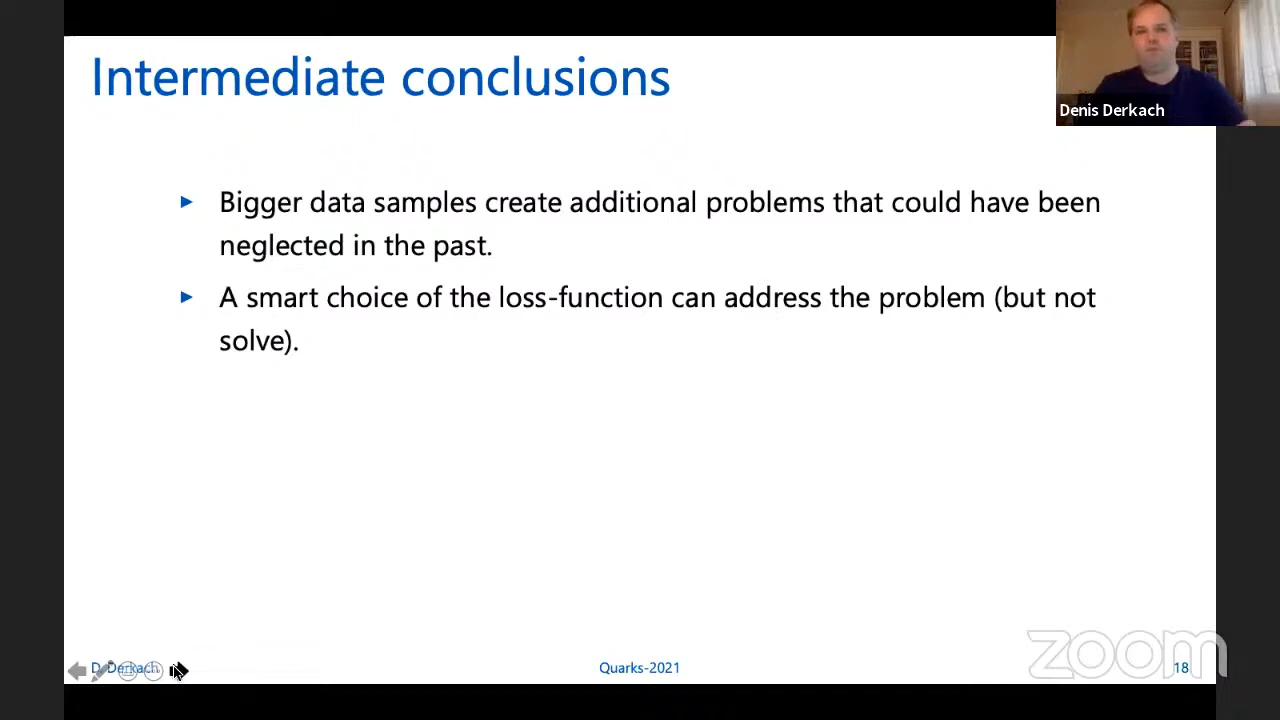 Intermediate conclusions
Denis Derkach
Bigger data samples create additional problems that could have been
neglected in the past.
A smart choice of the loss-function can address the problem (but not
solve).
D. Derkach
Quarks-2021
zoom
18